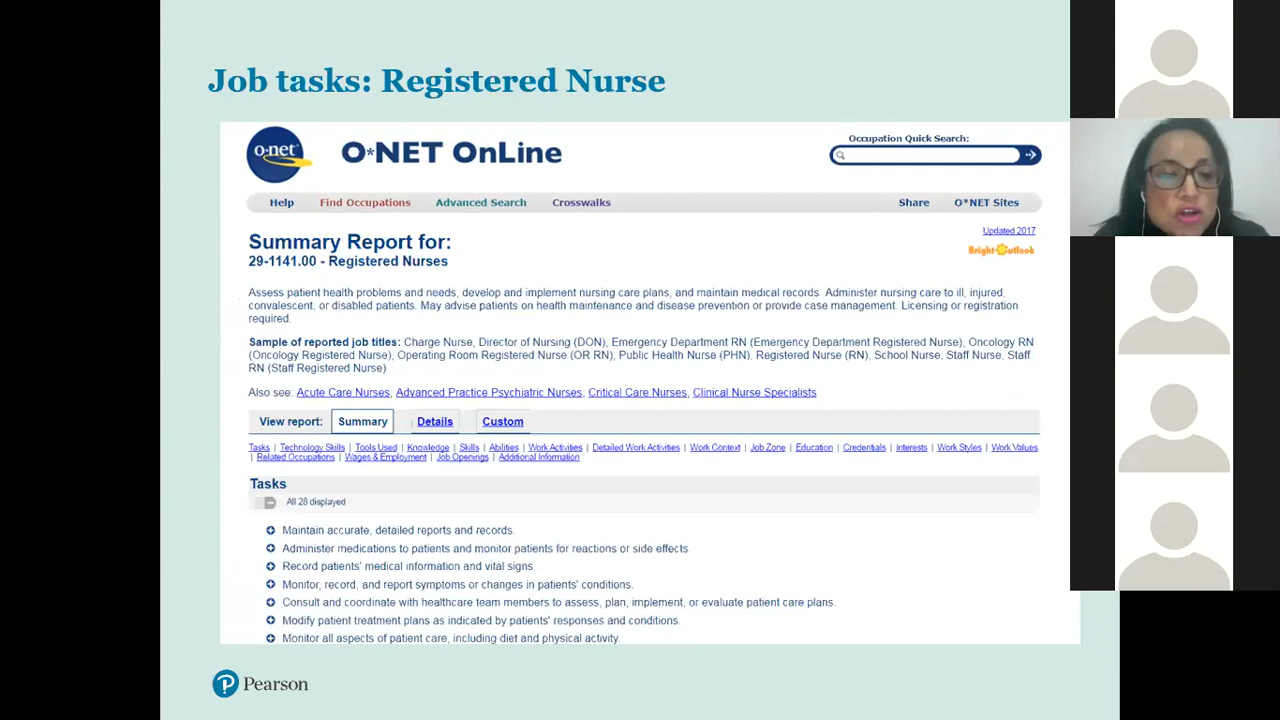 Job tasks: Registered Nurse
o·net
O*NET OnLine
Occupation Quick Search:
Help Find Occupations Advanced Search Crosswalks Share O*NET Sites
Updated 2017
Summary Report for:
Bright Outlook
29-1141.00 - Registered Nurses
Assess patient health problems and needs, develop and implement nursing care plans, and maintain medical records. Administer nursing care to ill, injured,
convalescent, or disabled patients. May advise patients on health maintenance and disease prevention or provide case management. Licensing or registration
required.
Sample of reported job titles: Charge Nurse, Director of Nursing (DON), Emergency Department RN (Emergency Department Registered Nurse), Oncology RN
(Oncology Registered Nurse), Operating Room Registered Nurse (OR RN), Public Health Nurse (PHN), Registered Nurse (RN), School Nurse, Staff Nurse, Staff
RN (Staff Registered Nurse)
Also see: Acute Care Nurses, Advanced Practice Psychiatric Nurses, Critical Care Nurses, Clinical Nurse Specialists
View report: Summary Details Custom
Tasks | Technology Skills | Tools Used | Knowledge | Skills | Abilities | Work Activities | Detailed Work Activities | Work Context | Job Zone | Education | Credentials | Interests | Work Styles | Work Values
| Related Occupations | Wages & Employment | Job Openings | Additional Information
Tasks
All 28 displayed
Maintain accurate, detailed reports and records.
Administer medications to patients and monitor patients for reactions or side effects.
Record patients' medical information and vital signs.
Monitor, record, and report symptoms or changes in patients' conditions.
Consult and coordinate with healthcare team members to assess, plan, implement, or evaluate patient care plans.
Modify patient treatment plans as indicated by patients' responses and conditions.
Monitor all aspects of patient care, including diet and physical activity.
P Pearson